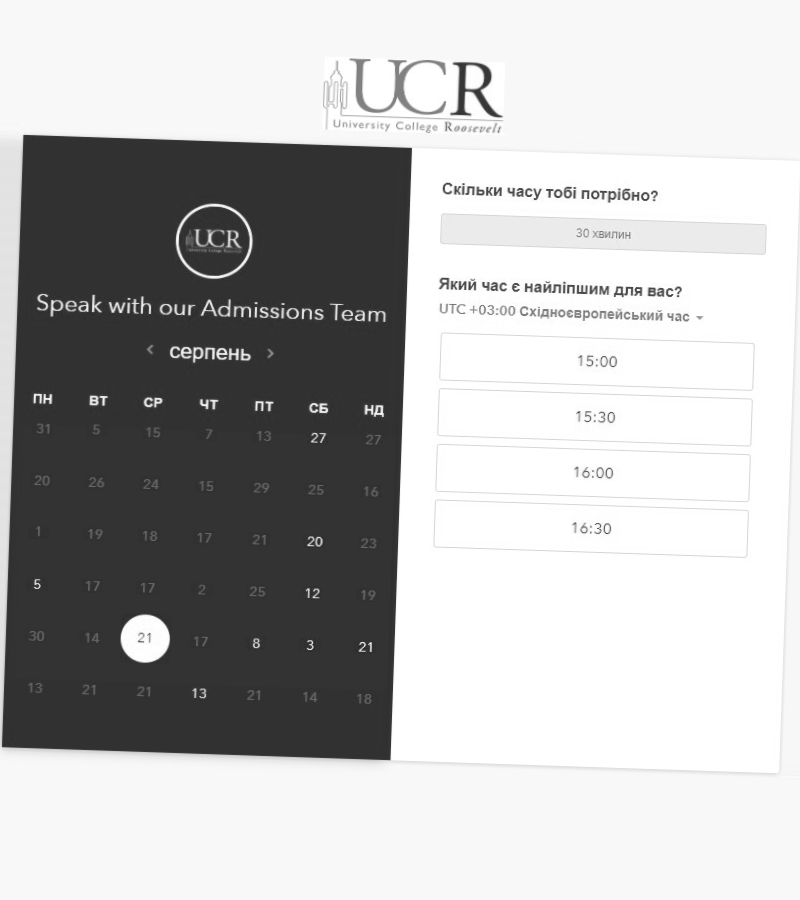 UCR
University College Roosevelt
UCR
Speak with our Admissions Team
серпень
ПН ВТ СР ЧТ ПТ СБ НД
31 5 15 7 13 27 27
20 26 24 15 29 25 16
1 19 18 17 21 20 23
5 17 17 2 25 12 19
30 14 21 17 8 3 21
13 21 21 13 21 14 18
Скільки часу тобі потрібно?
30 хвилин
Який час є найліпшим для вас?
UTC +03:00 Східноєвропейський час
15:00
15:30
16:00
16:30